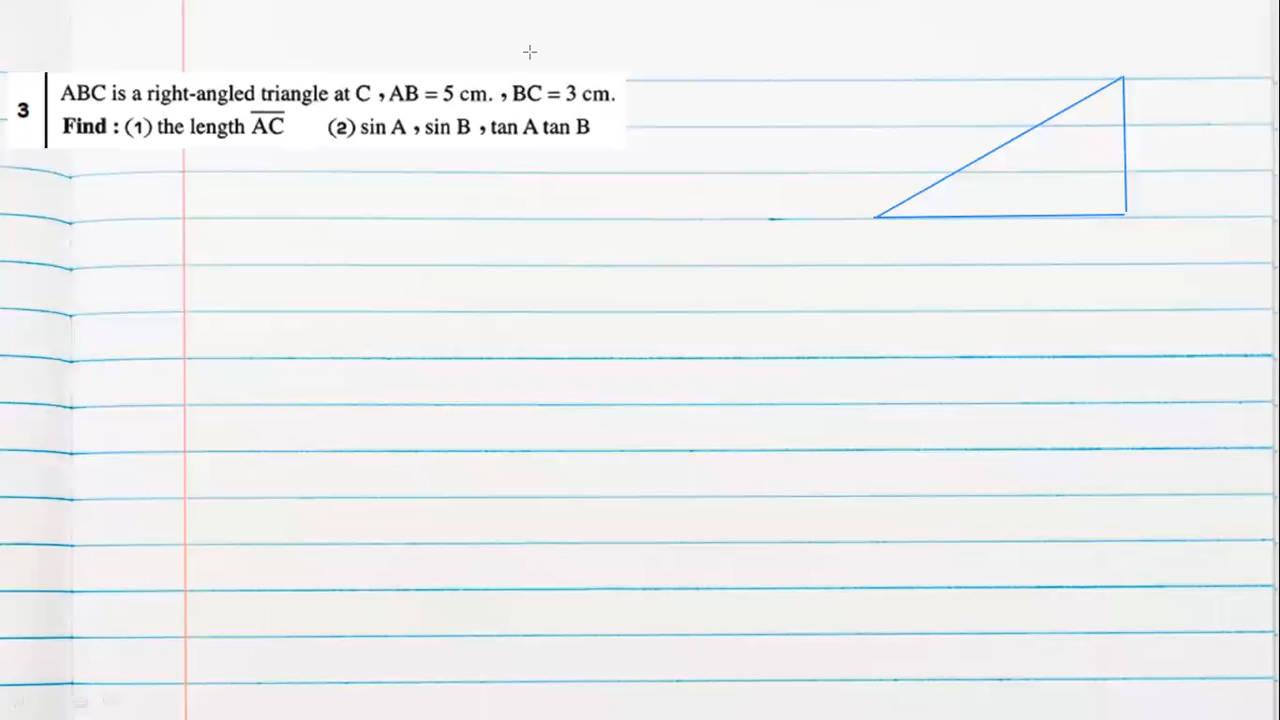 3
ABC is a right-angled triangle at C , AB = 5 cm. , BC = 3 cm.
Find : (1) the length A̅C̅ (2) sin A , sin B , tan A tan B